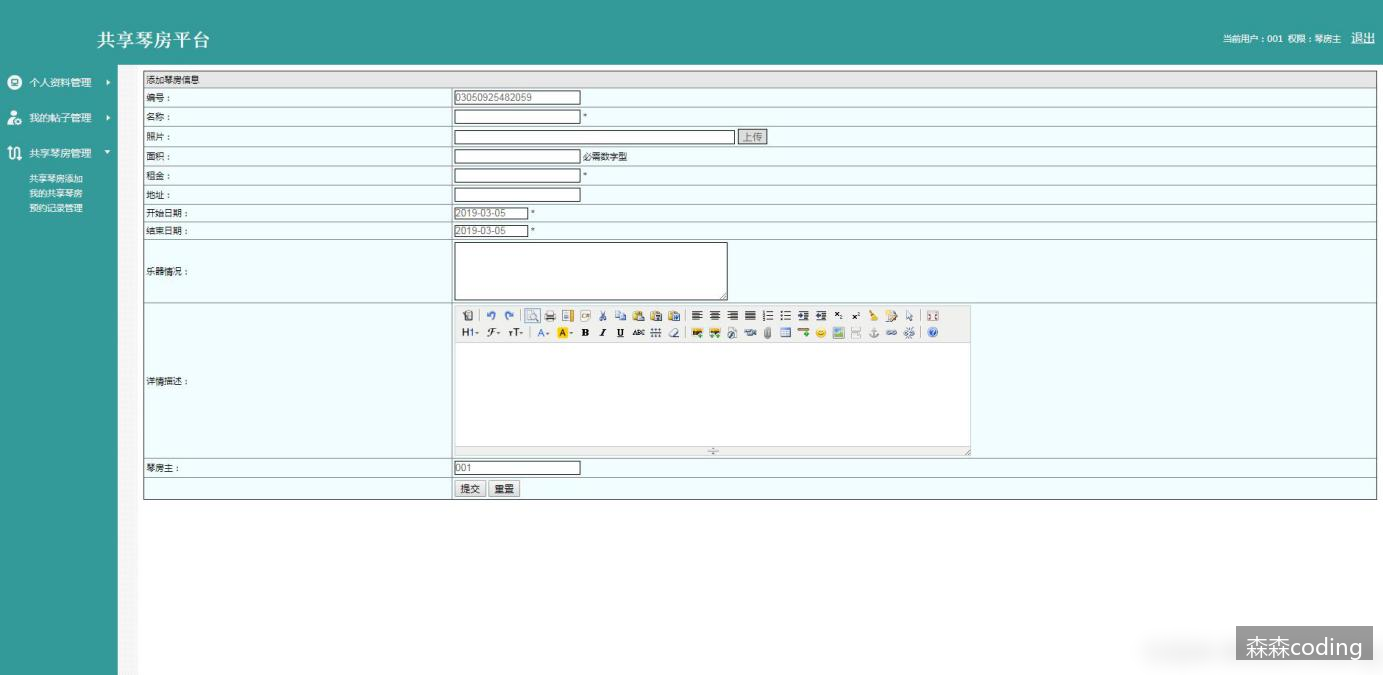 共享琴房平台
当前用户：001 权限：琴房主 退出
个人资料管理
我的帖子管理
共享琴房管理
共享琴房添加
我的共享琴房
预约记录管理
添加琴房信息
编号： 03050925482059
名称： *
照片： 上传
面积： 必需数字型
租金： *
地址：
开始日期： 2019-03-05 *
结束日期： 2019-03-05 *
乐器情况：
H1 F TT A A B I U ABC
详情描述：
琴房主： 001
提交 重置
森森coding